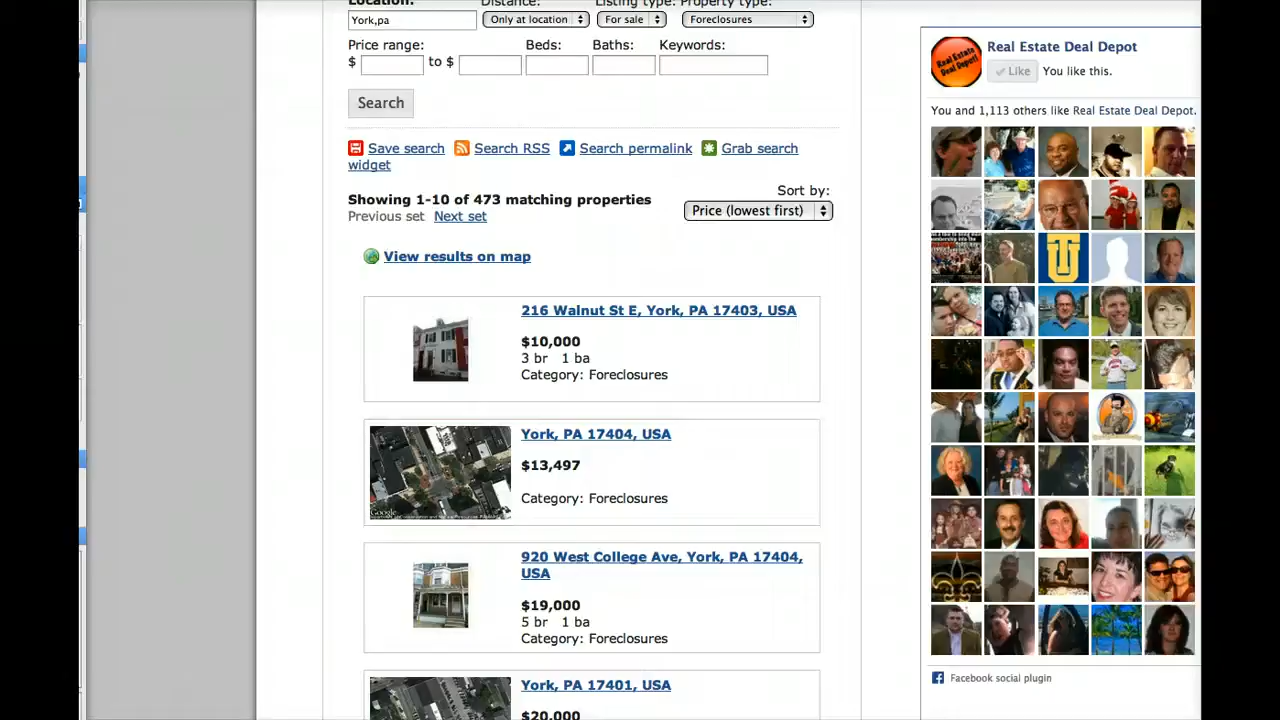 Location: Distance: Listing type: Property type:
York,pa Only at location For sale Foreclosures
Price range: Beds: Baths: Keywords:
$ to $
Search
Save search Search RSS Search permalink Grab search
widget
Showing 1-10 of 473 matching properties
Previous set Next set
Sort by:
Price (lowest first)
View results on map
216 Walnut St E, York, PA 17403, USA
$10,000
3 br 1 ba
Category: Foreclosures
York, PA 17404, USA
$13,497
Category: Foreclosures
Google
920 West College Ave, York, PA 17404,
USA
$19,000
5 br 1 ba
Category: Foreclosures
York, PA 17401, USA
$20,000
Real Estate
Deal Depot!
Real Estate Deal Depot
Like You like this.
You and 1,113 others like Real Estate Deal Depot.
Facebook social plugin